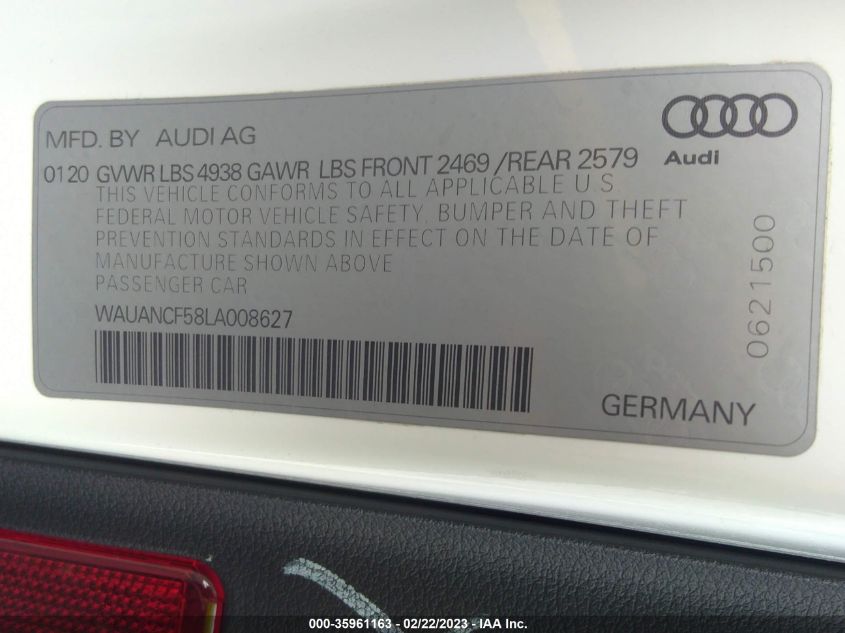 MFD. BY AUDI AG
Audi
0120 GVWR LBS 4938 GAWR LBS FRONT 2469 /REAR 2579
THIS VEHICLE CONFORMS TO ALL APPLICABLE U.S.
FEDERAL MOTOR VEHICLE SAFETY, BUMPER AND THEFT
PREVENTION STANDARDS IN EFFECT ON THE DATE OF
MANUFACTURE SHOWN ABOVE
PASSENGER CAR
WAUANCF58LA008627
0621500
GERMANY
000-35961163 - 02/22/2023 - IAA Inc.